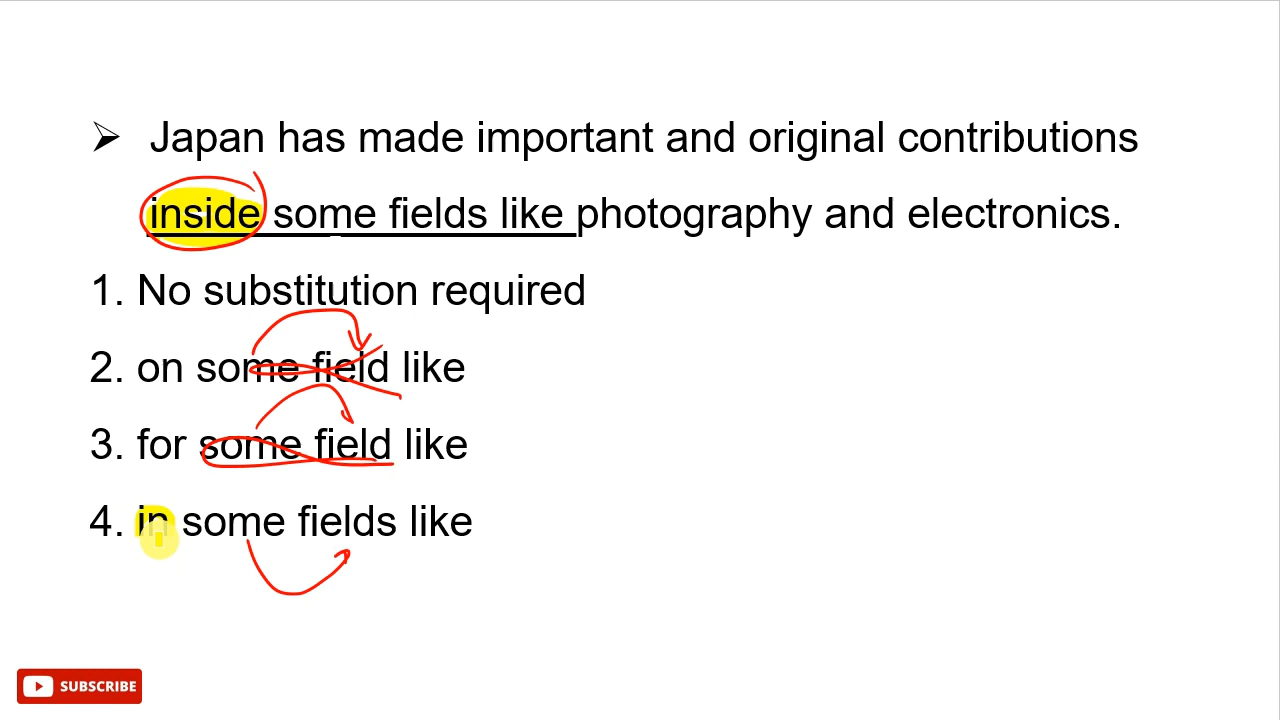 ➢ Japan has made important and original contributions
inside some fields like photography and electronics.
1. No substitution required
2. on some field like
3. for some field like
4. in some fields like
SUBSCRIBE